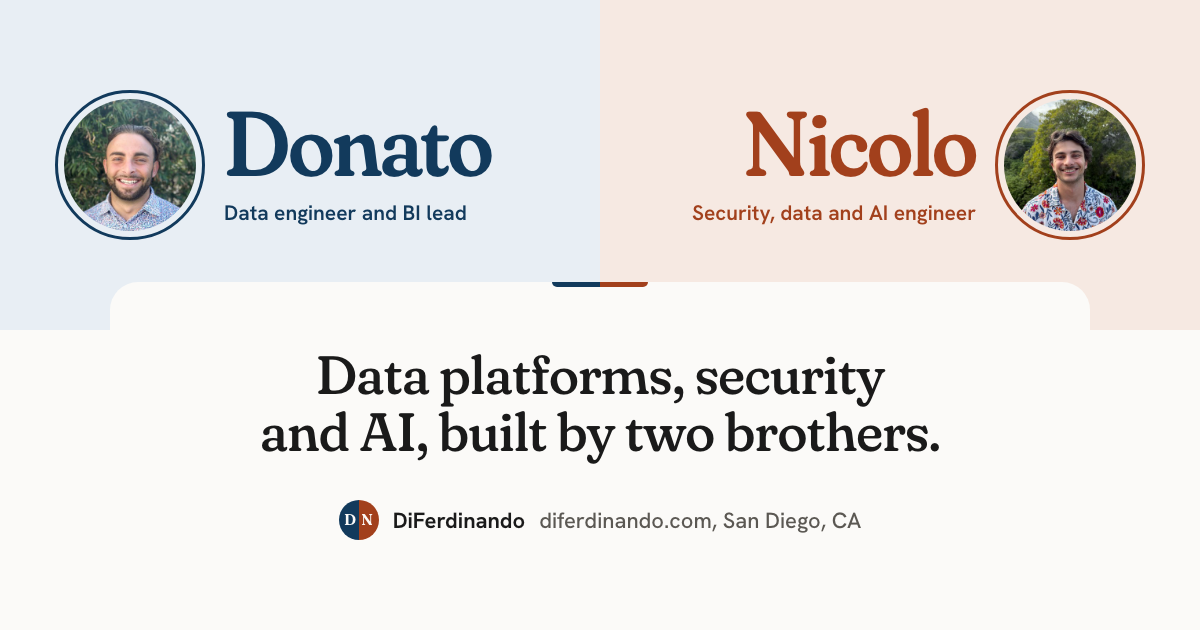 Donato
Data engineer and BI lead
Nicolo
Security, data and AI engineer
Data platforms, security
and AI, built by two brothers.
D N DiFerdinando diferdinando.com, San Diego, CA